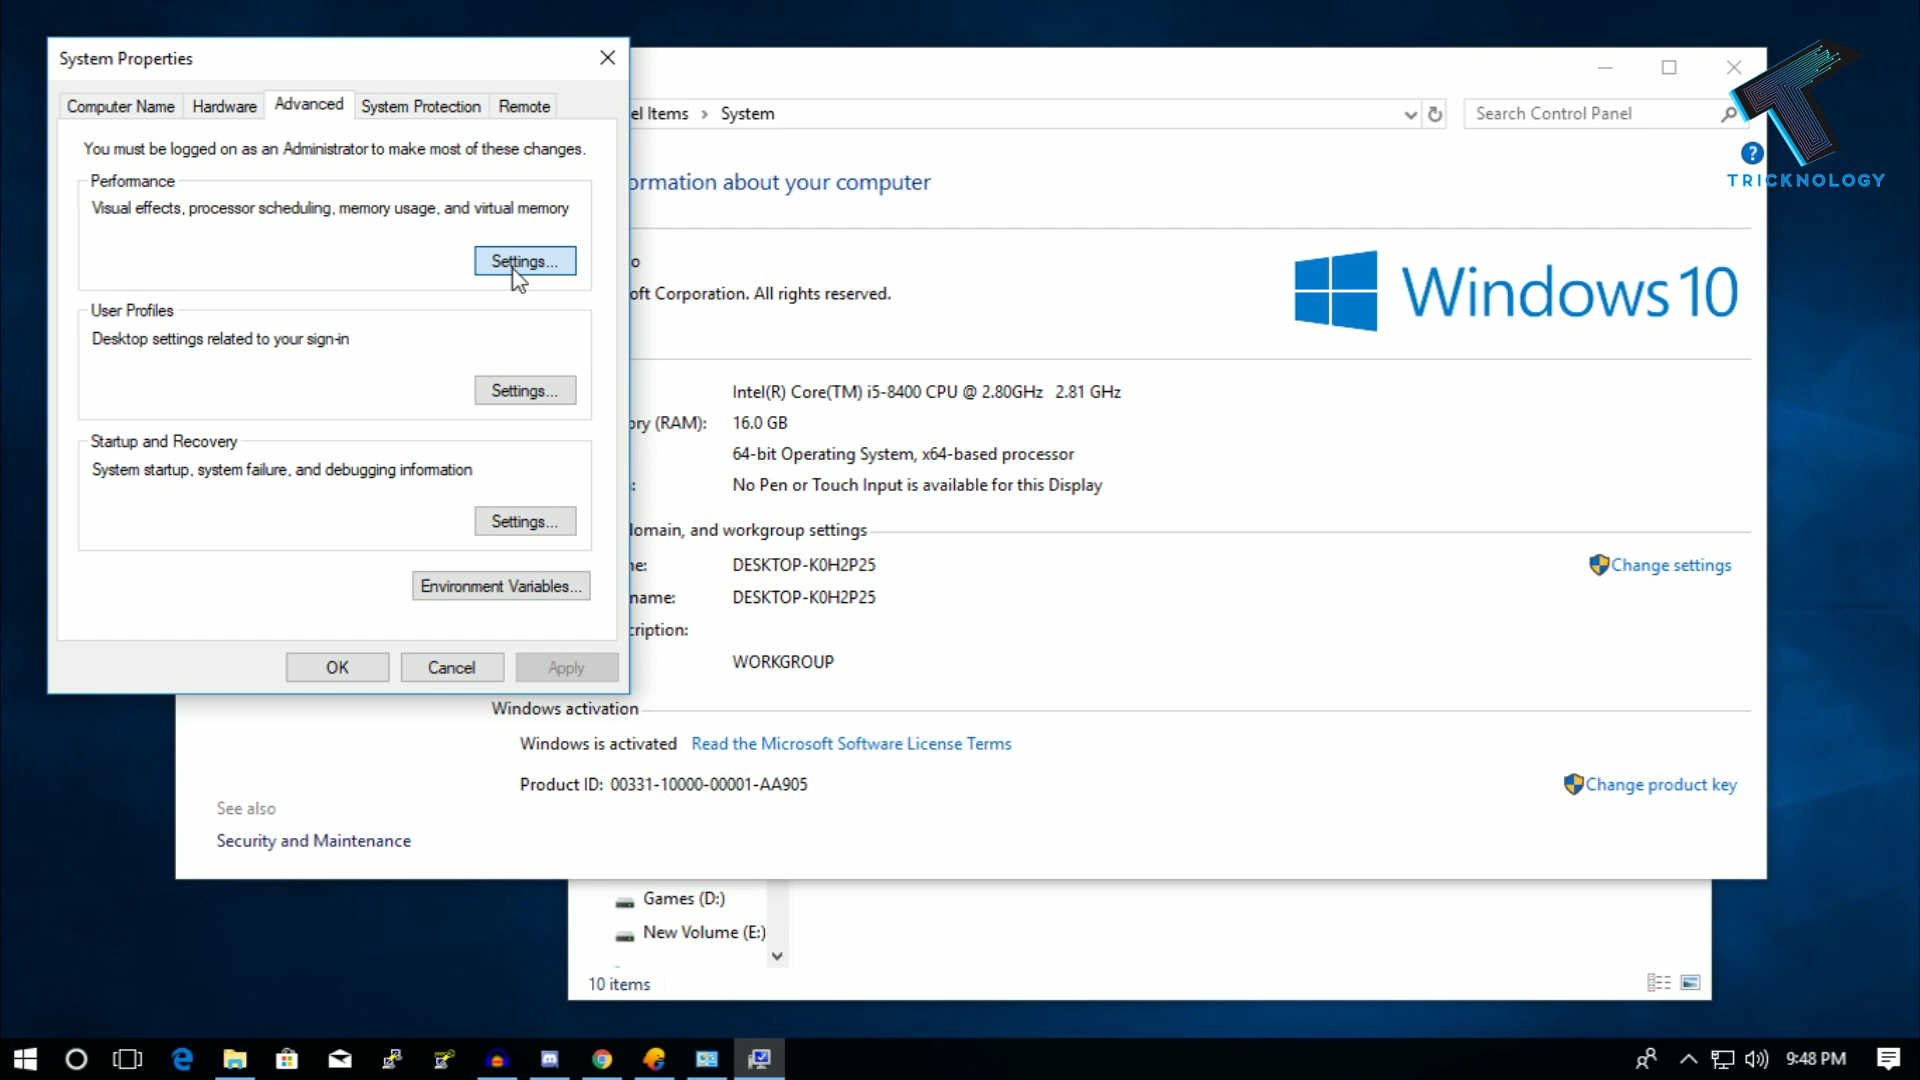 System Properties
Computer Name
Hardware
Advanced
System Protection
Remote
You must be logged on as an Administrator to make most of these changes.
Performance
Visual effects, processor scheduling, memory usage, and virtual memory
Settings...
User Profiles
Desktop settings related to your sign-in
Settings...
Startup and Recovery
System startup, system failure, and debugging information
Settings...
Environment Variables...
OK
Cancel
Apply
el Items > System
Search Control Panel
?
TRICKNOLOGY
ormation about your computer
o
oft Corporation. All rights reserved.
Windows 10
Intel(R) Core(TM) i5-8400 CPU @ 2.80GHz 2.81 GHz
ory (RAM): 16.0 GB
64-bit Operating System, x64-based processor
: No Pen or Touch Input is available for this Display
domain, and workgroup settings
ne: DESKTOP-K0H2P25
Change settings
name: DESKTOP-K0H2P25
cription:
WORKGROUP
Windows activation
Windows is activated Read the Microsoft Software License Terms
Product ID: 00331-10000-00001-AA905
Change product key
See also
Security and Maintenance
Games (D:)
New Volume (E:)
10 items
9:48 PM